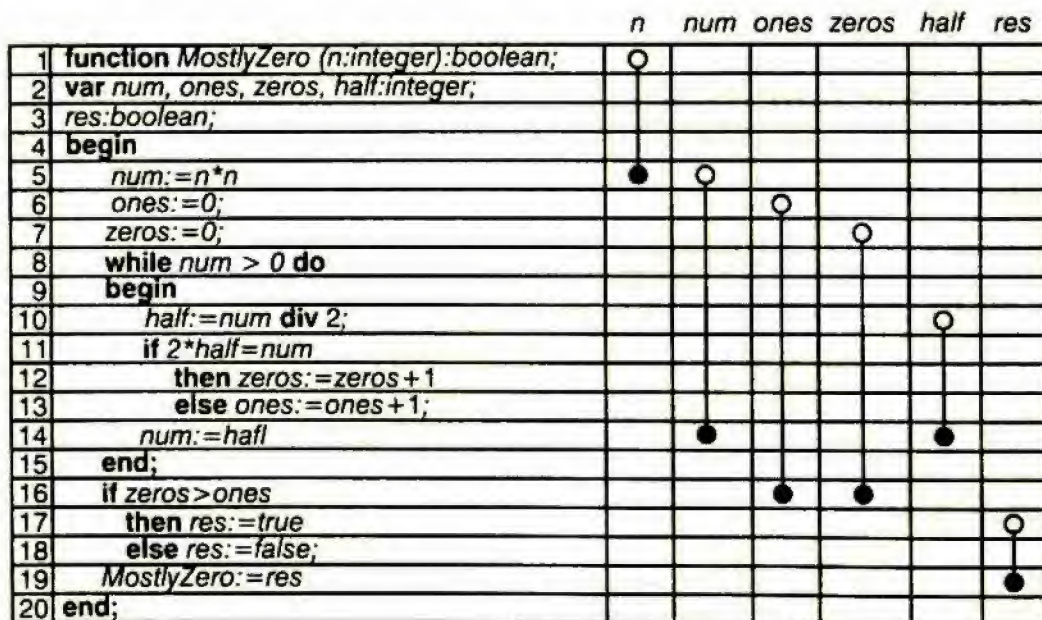 n num ones zeros half res
1 function MostlyZero (n:integer):boolean;
2 var num, ones, zeros, half:integer;
3 res:boolean;
4 begin
5 num:=n*n
6 ones:=0;
7 zeros:=0;
8 while num > 0 do
9 begin
10 half:=num div 2;
11 if 2*half=num
12 then zeros:=zeros+1
13 else ones:=ones+1;
14 num:=hafl
15 end;
16 if zeros>ones
17 then res:=true
18 else res:=false;
19 MostlyZero:=res
20 end;